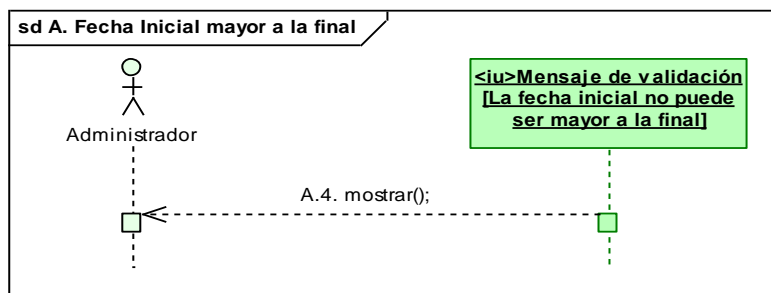 sd A. Fecha Inicial mayor a la final
<iu>Mensaje de validación
[La fecha inicial no puede
ser mayor a la final]
Administrador
A.4. mostrar();